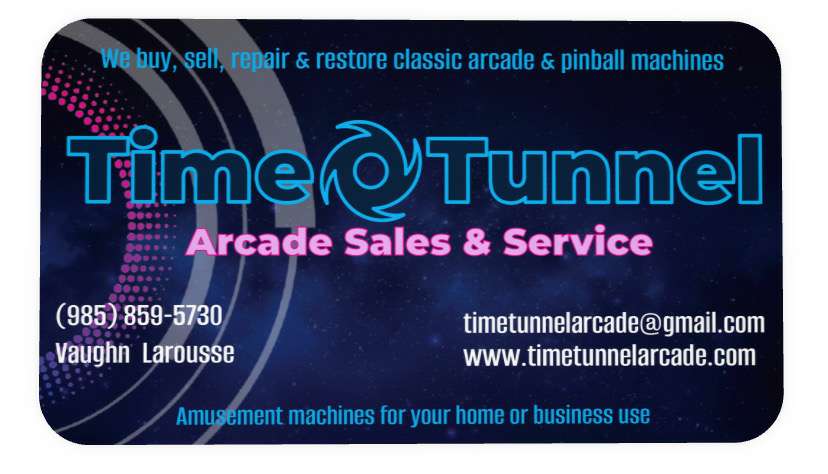 We buy, sell, repair & restore classic arcade & pinball machines
Time Tunnel
Arcade Sales & Service
(985) 859-5730
Vaughn Larousse
timetunnelarcade@gmail.com
www.timetunnelarcade.com
Amusement machines for your home or business use